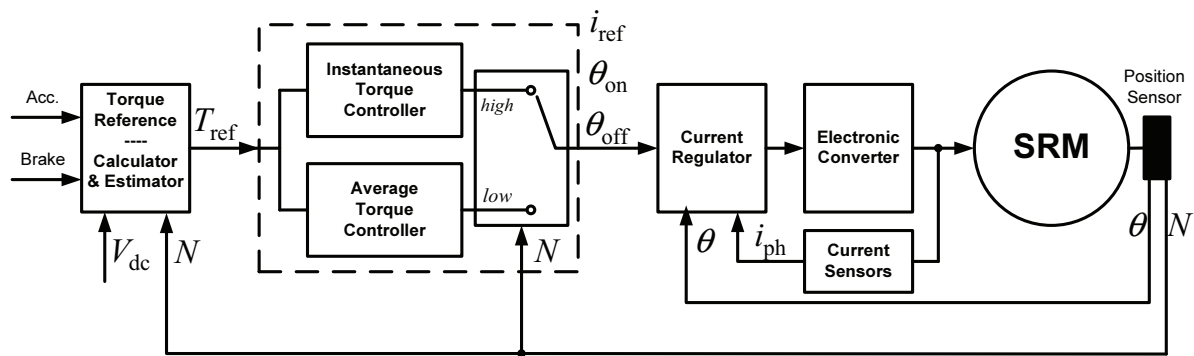 Acc.
Brake
Torque
Reference
----
Calculator
& Estimator
V_dc
N
T_ref
Instantaneous
Torque
Controller
Average
Torque
Controller
high
low
N
i_ref
θ_on
θ_off
Current
Regulator
θ
i_ph
Electronic
Converter
Current
Sensors
SRM
Position
Sensor
θ
N